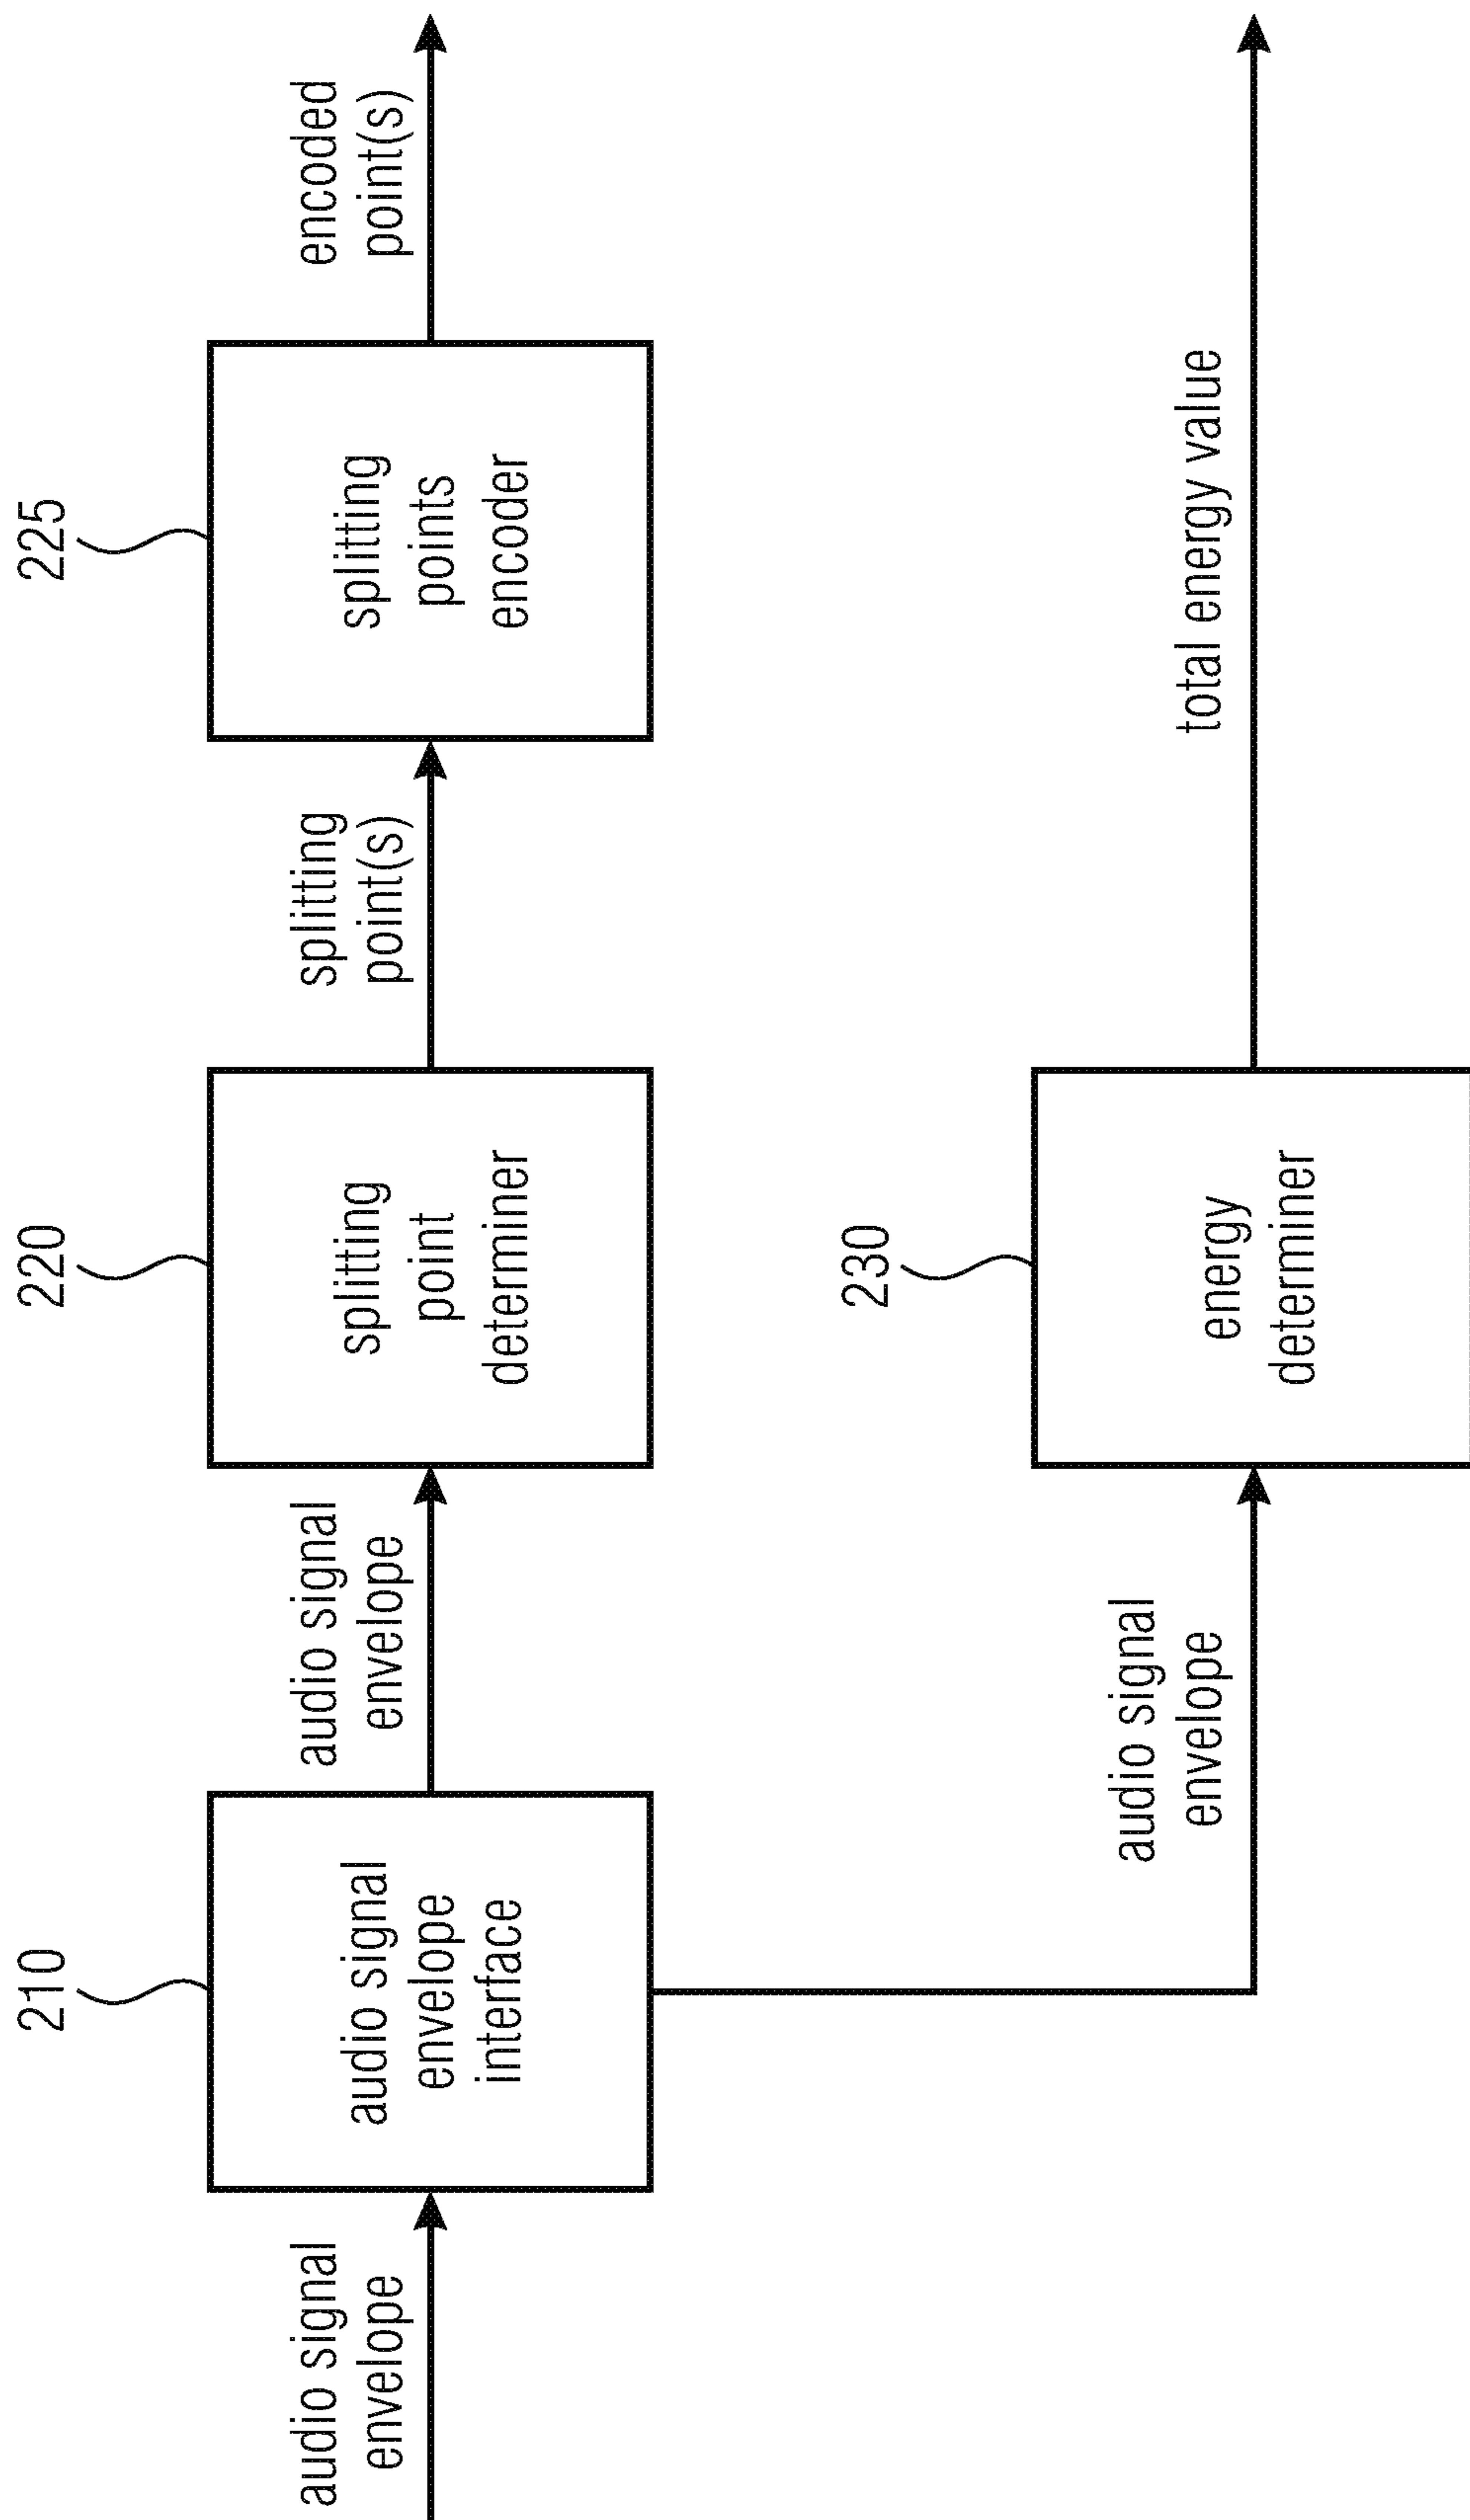 audio signal
envelope
210
audio signal
envelope
interface
audio signal
envelope
220
splitting
point
determiner
splitting
point(s)
225
splitting
points
encoder
encoded
point(s)
audio signal
envelope
230
energy
determiner
total energy value